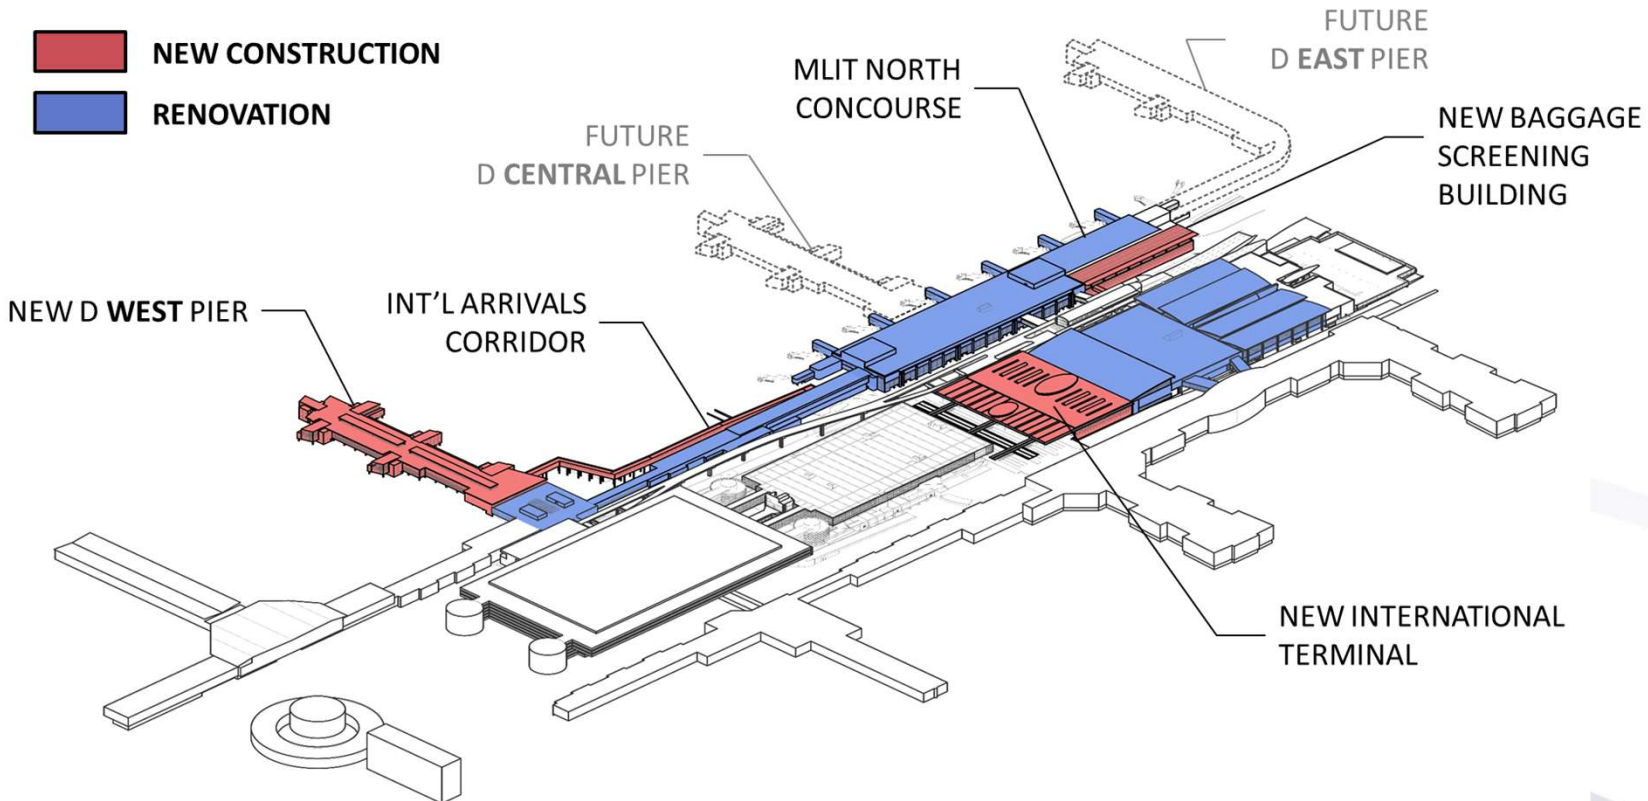 NEW CONSTRUCTION
RENOVATION
FUTURE
D EAST PIER
MLIT NORTH
CONCOURSE
NEW BAGGAGE
SCREENING
BUILDING
FUTURE
D CENTRAL PIER
NEW D WEST PIER
INT'L ARRIVALS
CORRIDOR
NEW INTERNATIONAL
TERMINAL